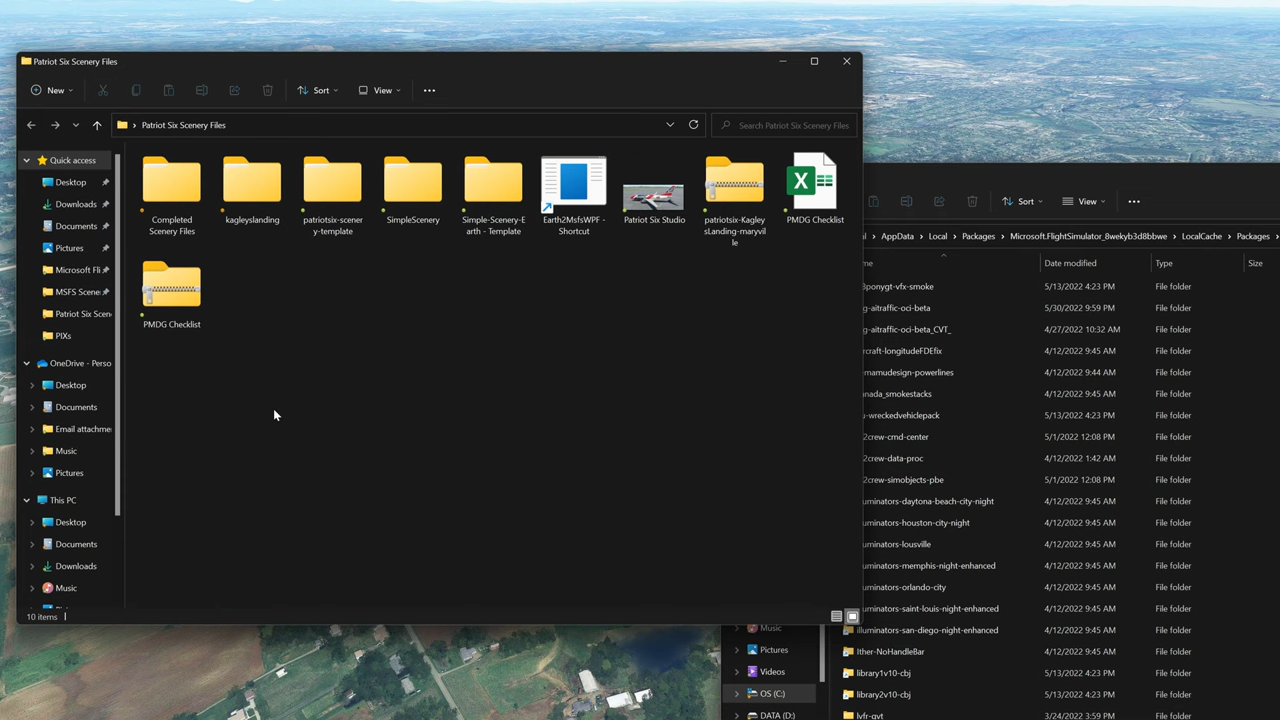 Patriot Six Scenery Files
New
Sort
View
Patriot Six Scenery Files
Search Patriot Six Scenery Files
Quick access
Desktop
Downloads
Documents
Pictures
Microsoft Fli
MSFS Scene
Patriot Six Scen
PIXs
OneDrive - Perso
Desktop
Documents
Email attachme
Music
Pictures
This PC
Desktop
Documents
Downloads
Music
Completed
Scenery Files
kagleyslanding
patriotsix-scener
y-template
SimpleScenery
Simple-Scenery-E
arth - Template
Earth2MsfsWPF -
Shortcut
Patriot Six Studio
patriotsix-Kagley
sLanding-maryvil
le
PMDG Checklist
PMDG Checklist
10 items
Sort
View
al > AppData > Local > Packages > Microsoft.FlightSimulator_8wekyb3d8bbwe > LocalCache > Packages >
me Date modified Type Size
3ponygt-vfx-smoke 5/13/2022 4:23 PM File folder
g-aitraffic-oci-beta 5/30/2022 9:59 PM File folder
g-aitraffic-oci-beta_CVT_ 4/27/2022 10:32 AM File folder
rcraft-longitudeFDEfix 4/12/2022 9:45 AM File folder
-mamudesign-powerlines 4/12/2022 9:44 AM File folder
nada_smokestacks 4/12/2022 9:45 AM File folder
u-wreckedvehiclepack 5/13/2022 4:23 PM File folder
2crew-cmd-center 5/1/2022 12:08 PM File folder
2crew-data-proc 4/12/2022 1:42 AM File folder
2crew-simobjects-pbe 5/1/2022 12:08 PM File folder
uminators-daytona-beach-city-night 4/12/2022 9:45 AM File folder
uminators-houston-city-night 4/12/2022 9:45 AM File folder
uminators-lousville 4/12/2022 9:45 AM File folder
uminators-memphis-night-enhanced 4/12/2022 9:45 AM File folder
uminators-orlando-city 4/12/2022 9:45 AM File folder
uminators-saint-louis-night-enhanced 4/12/2022 9:45 AM File folder
illuminators-san-diego-night-enhanced 4/12/2022 9:45 AM File folder
lther-NoHandleBar 4/12/2022 9:45 AM File folder
library1v10-cbj 5/13/2022 4:23 PM File folder
library2v10-cbj 5/13/2022 4:23 PM File folder
lvfr-gvt 3/24/2022 3:59 PM File folder
Music
Pictures
Videos
OS (C:)
DATA (D:)